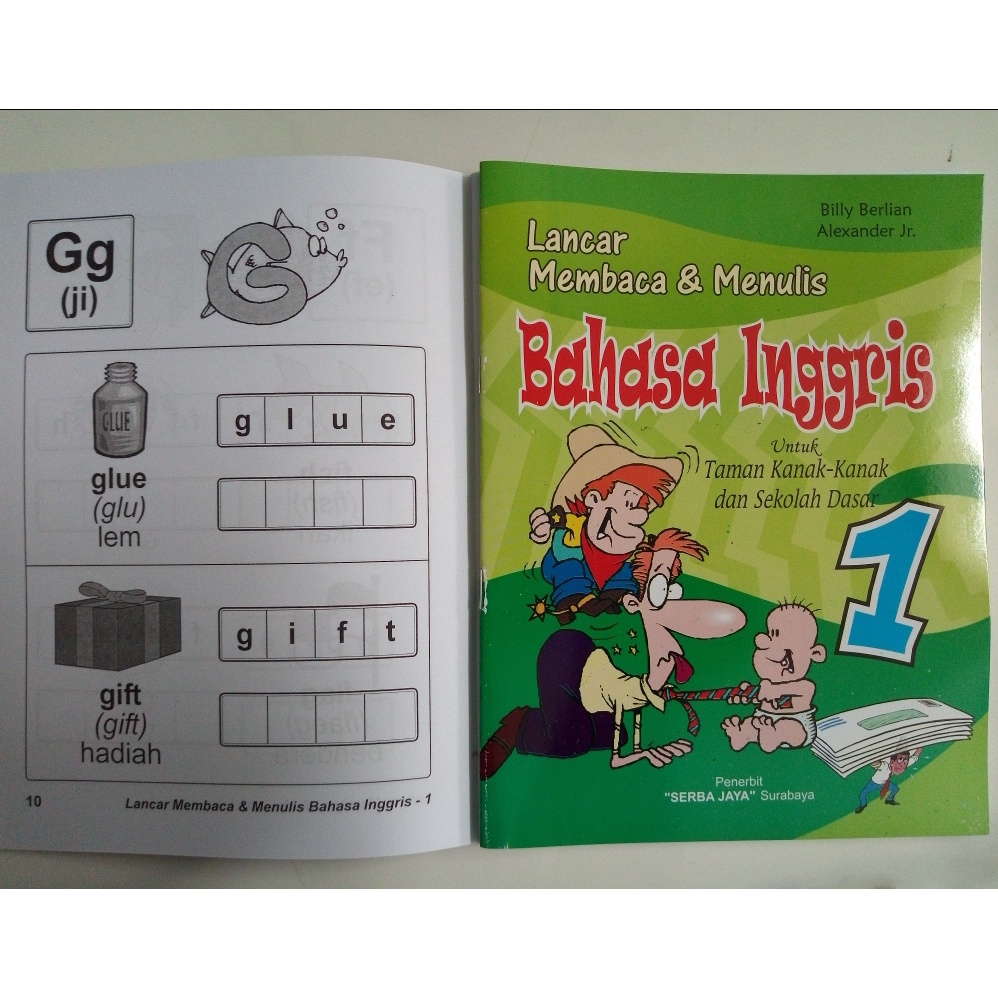 Gg
(ji)
G
GLUE
glue
(glu)
lem
g l u e
gift
(gift)
hadiah
g i f t
10
Lancar Membaca & Menulis Bahasa Inggris - 1
Billy Berlian
Alexander Jr.
Lancar
Membaca & Menulis
Bahasa Inggris
Untuk
Taman Kanak-Kanak
dan Sekolah Dasar
1
Penerbit
"SERBA JAYA" Surabaya